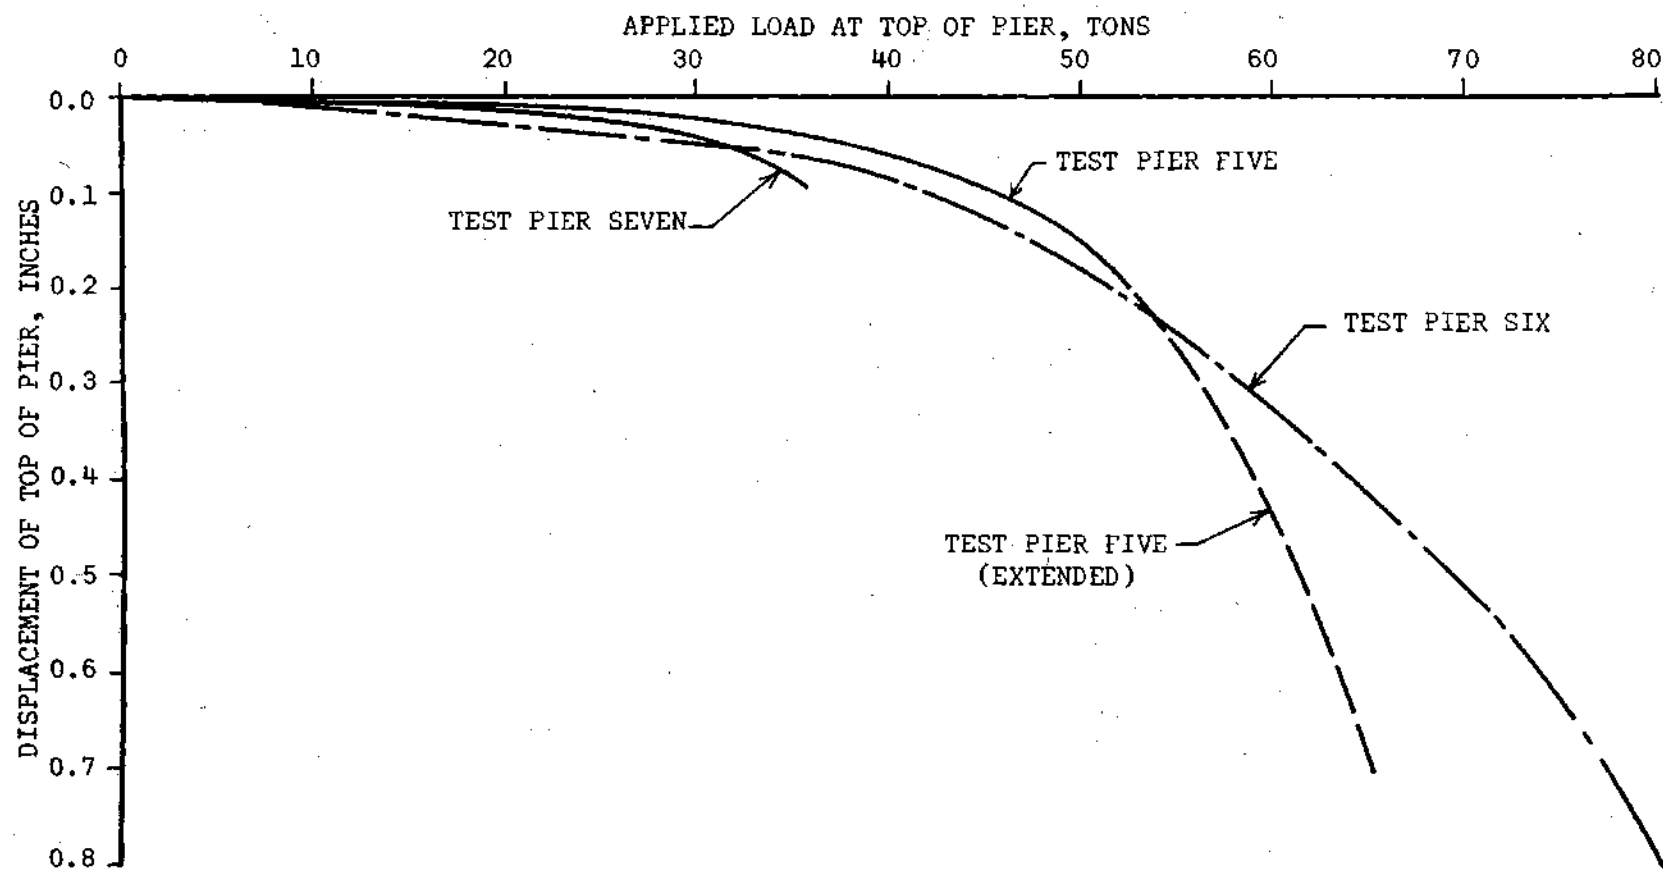 APPLIED LOAD AT TOP OF PIER, TONS
0 10 20 30 40 50 60 70 80
DISPLACEMENT OF TOP OF PIER, INCHES
0.0
0.1
0.2
0.3
0.4
0.5
0.6
0.7
0.8
TEST PIER FIVE
TEST PIER SEVEN
TEST PIER SIX
TEST PIER FIVE
(EXTENDED)